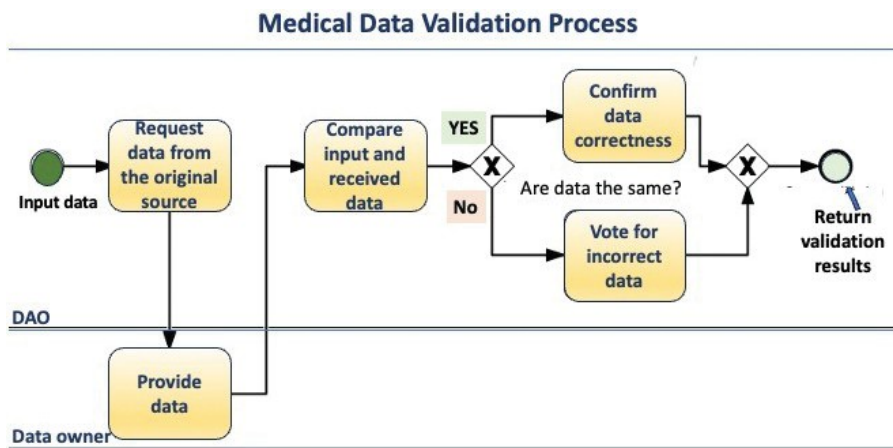 Medical Data Validation Process
Input data
Request
data from
the original
source
Compare
input and
received
data
YES
No
X
Are data the same?
Confirm
data
correctness
Vote for
incorrect
data
X
Return
validation
results
DAO
Provide
data
Data owner